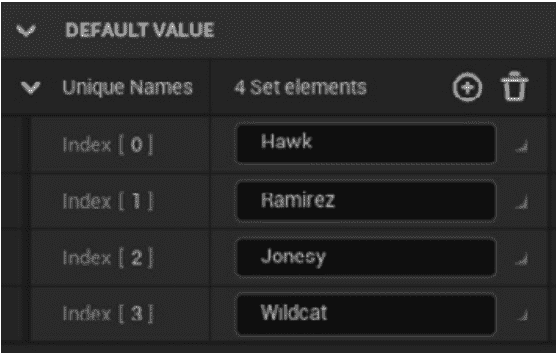 DEFAULT VALUE
Unique Names 4 Set elements
Index [ 0 ] Hawk
Index [ 1 ] Ramirez
Index [ 2 ] Jonesy
Index [ 3 ] Wildcat